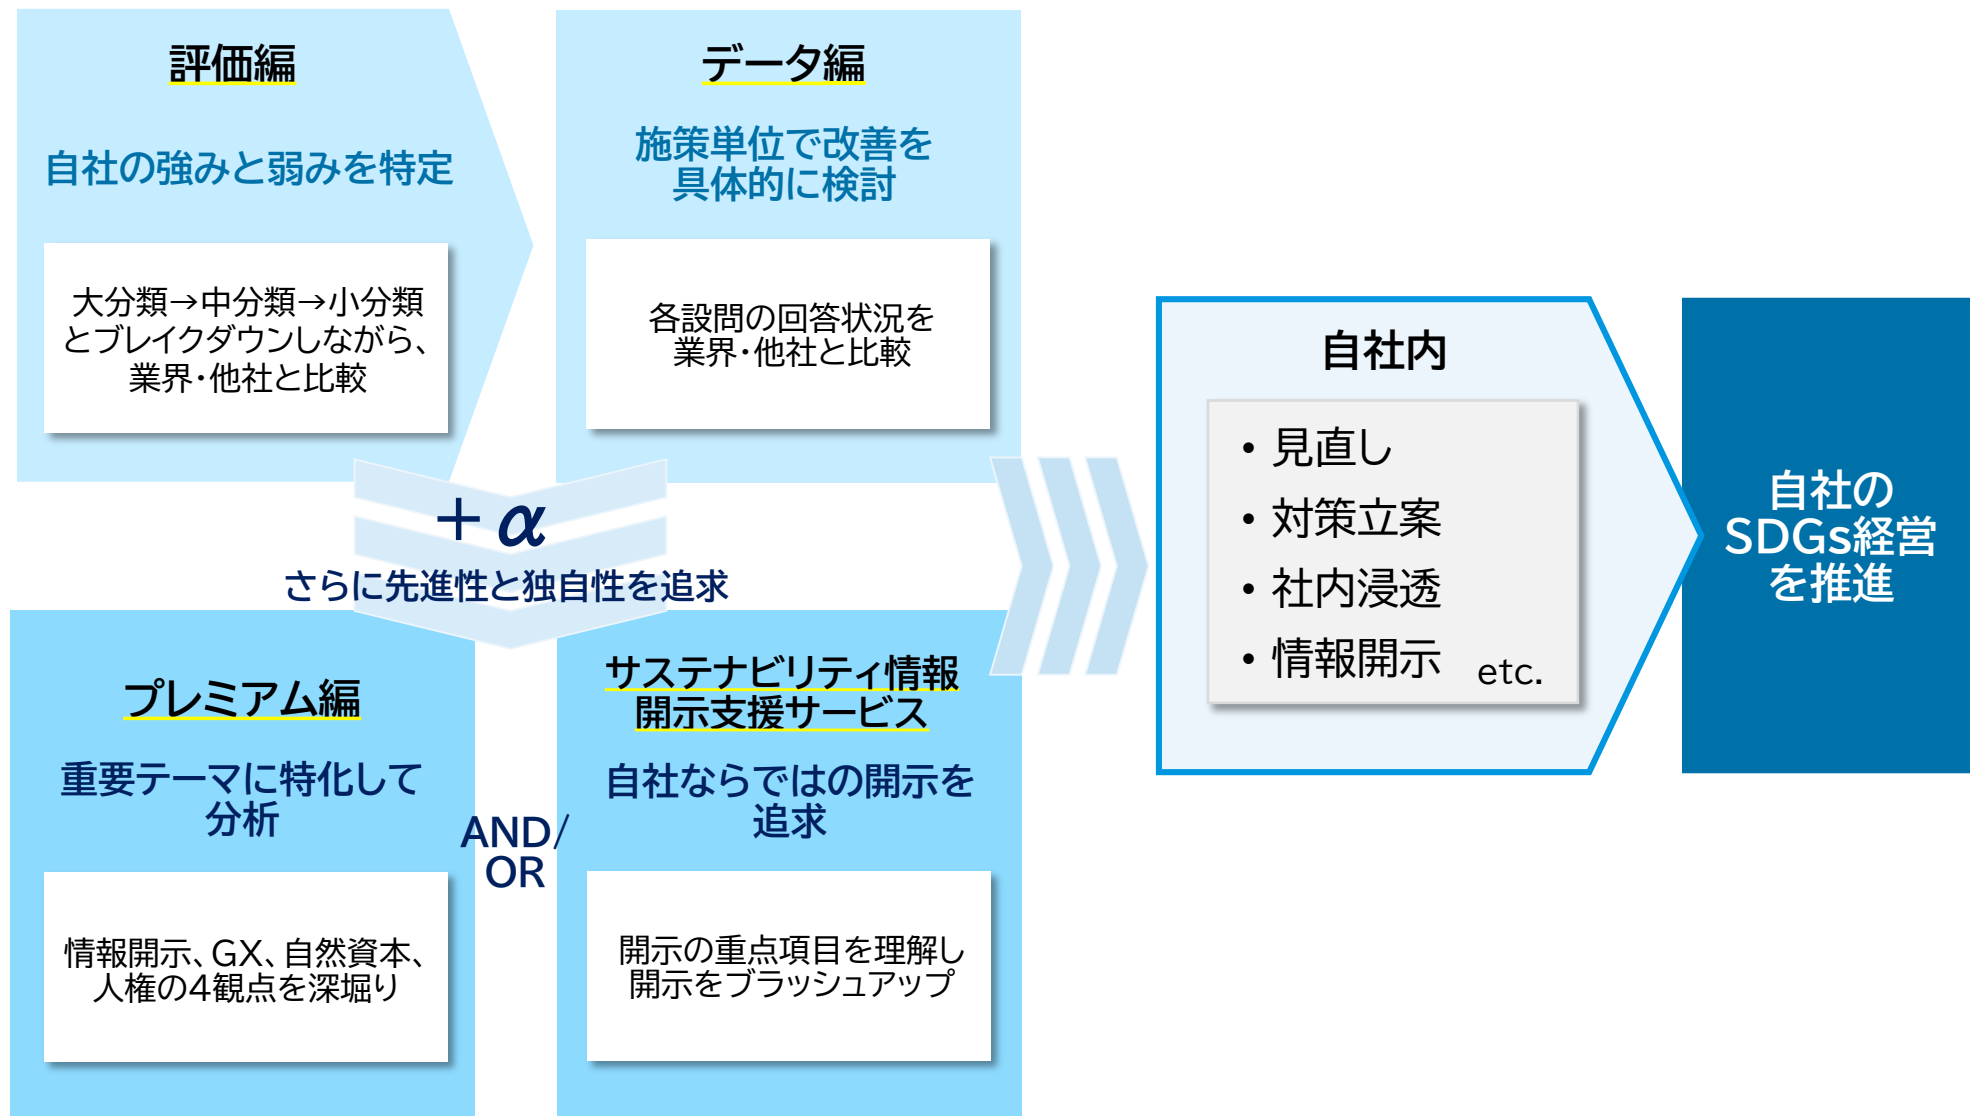 評価編
自社の強みと弱みを特定
大分類→中分類→小分類
とブレイクダウンしながら、
業界・他社と比較
データ編
施策単位で改善を
具体的に検討
各設問の回答状況を
業界・他社と比較
＋α
さらに先進性と独自性を追求
プレミアム編
重要テーマに特化して
分析
情報開示、GX、自然資本、
人権の4観点を深堀り
AND/
OR
サステナビリティ情報
開示支援サービス
自社ならではの開示を
追求
開示の重点項目を理解し
開示をブラッシュアップ
自社内
• 見直し
• 対策立案
• 社内浸透
• 情報開示 etc.
自社の
SDGs経営
を推進